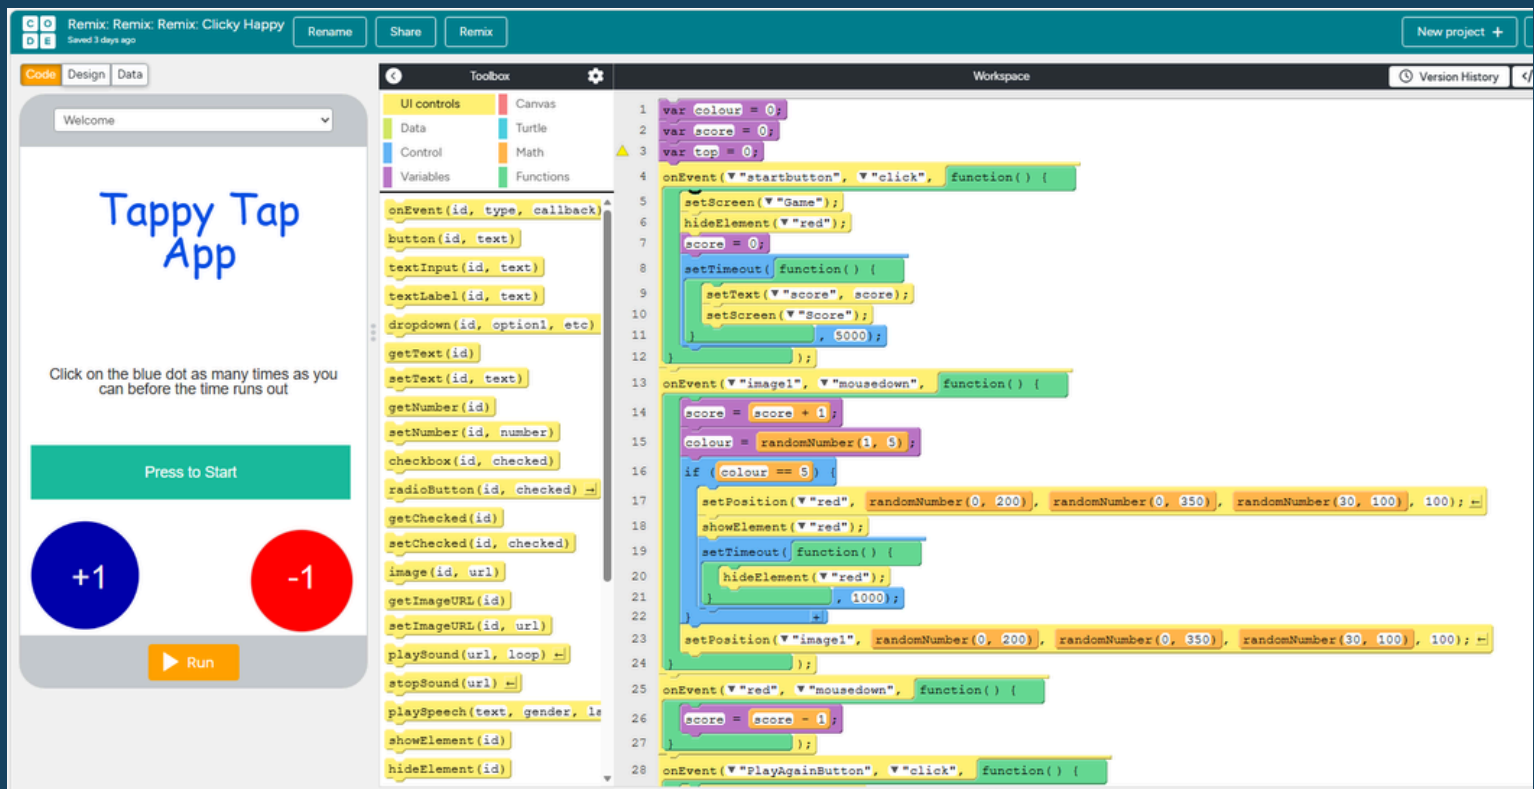 CODE
Remix: Remix: Remix: Clicky Happy
Saved 3 days ago
Rename
Share
Remix
New project +
Code
Design
Data
Welcome
Tappy Tap
App
Click on the blue dot as many times as you
can before the time runs out
Press to Start
+1
-1
Run
Toolbox
UI controls
Canvas
Data
Turtle
Control
Math
Variables
Functions
onEvent(id, type, callback)
button(id, text)
textInput(id, text)
textLabel(id, text)
dropdown(id, option1, etc)
getText(id)
setText(id, text)
getNumber(id)
setNumber(id, number)
checkbox(id, checked)
radioButton(id, checked)
getChecked(id)
setChecked(id, checked)
image(id, url)
getImageURL(id)
setImageURL(id, url)
playSound(url, loop)
stopSound(url)
playSpeech(text, gender, la
showElement(id)
hideElement(id)
Workspace
Version History
</
1 var colour = 0;
2 var score = 0;
3 var top = 0;
4 onEvent(▼"startbutton", ▼"click", function() {
5 setScreen(▼"Game");
6 hideElement(▼"red");
7 score = 0;
8 setTimeout(function() {
9 setText(▼"score", score);
10 setScreen(▼"Score");
11 }, 5000);
12 });
13 onEvent(▼"image1", ▼"mousedown", function() {
14 score = score + 1;
15 colour = randomNumber(1, 5);
16 if (colour == 5) {
17 setPosition(▼"red", randomNumber(0, 200), randomNumber(0, 350), randomNumber(30, 100), 100);
18 showElement(▼"red");
19 setTimeout(function() {
20 hideElement(▼"red");
21 }, 1000);
22 }
23 setPosition(▼"image1", randomNumber(0, 200), randomNumber(0, 350), randomNumber(30, 100), 100);
24 });
25 onEvent(▼"red", ▼"mousedown", function() {
26 score = score - 1;
27 });
28 onEvent(▼"PlayAgainButton", ▼"click", function() {